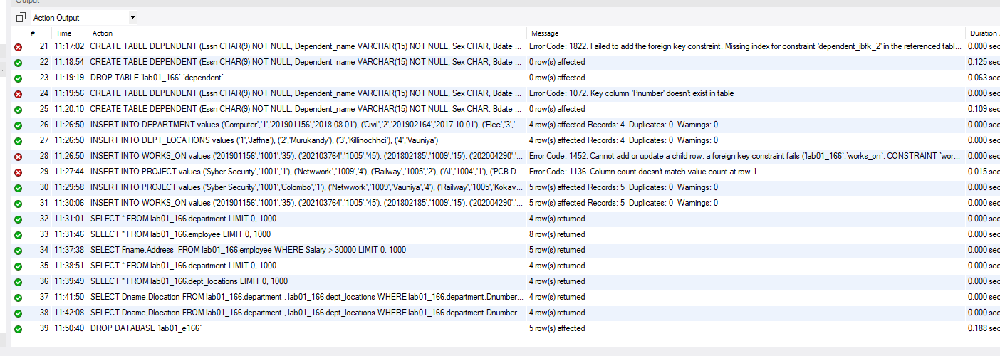 Output
Action Output
# Time Action Message Duration
21 11:17:02 CREATE TABLE DEPENDENT (Essn CHAR(9) NOT NULL, Dependent_name VARCHAR(15) NOT NULL, Sex CHAR, Bdate ... Error Code: 1822. Failed to add the foreign key constraint. Missing index for constraint 'dependent_ibfk_2' in the referenced tabl... 0.000 sec
22 11:18:54 CREATE TABLE DEPENDENT (Essn CHAR(9) NOT NULL, Dependent_name VARCHAR(15) NOT NULL, Sex CHAR, Bdate ... 0 row(s) affected 0.125 sec
23 11:19:19 DROP TABLE `lab01_166`.`dependent` 0 row(s) affected 0.063 sec
24 11:19:56 CREATE TABLE DEPENDENT (Essn CHAR(9) NOT NULL, Dependent_name VARCHAR(15) NOT NULL, Sex CHAR, Bdate ... Error Code: 1072. Key column 'Pnumber' doesn't exist in table 0.000 sec
25 11:20:10 CREATE TABLE DEPENDENT (Essn CHAR(9) NOT NULL, Dependent_name VARCHAR(15) NOT NULL, Sex CHAR, Bdate ... 0 row(s) affected 0.109 sec
26 11:26:50 INSERT INTO DEPARTMENT values ('Computer','1','201901156','2018-08-01'), ('Civil','2','201902164','2017-10-01'), ('Elec','3','... 4 row(s) affected Records: 4 Duplicates: 0 Warnings: 0 0.000 sec
27 11:26:50 INSERT INTO DEPT_LOCATIONS values ('1','Jaffna'), ('2','Murukandy'), ('3','Killinochhci'), ('4','Vauniya') 4 row(s) affected Records: 4 Duplicates: 0 Warnings: 0 0.000 sec
28 11:26:50 INSERT INTO WORKS_ON values ('201901156','1001','35'), ('202103764','1005','45'), ('201802185','1009','15'), ('202004290','... Error Code: 1452. Cannot add or update a child row: a foreign key constraint fails (`lab01_166`.`works_on`, CONSTRAINT `wor... 0.000 sec
29 11:27:44 INSERT INTO PROJECT values ('Syber Security','1001','1'), ('Netwwork','1009','4'), ('Railway','1005','2'), ('AI','1004','1'), ('PCB D... Error Code: 1136. Column count doesn't match value count at row 1 0.015 sec
30 11:29:58 INSERT INTO PROJECT values ('Syber Security','1001','Colombo','1'), ('Netwwork','1009','Vauniya','4'), ('Railway','1005','Kokav... 5 row(s) affected Records: 5 Duplicates: 0 Warnings: 0 0.000 sec
31 11:30:06 INSERT INTO WORKS_ON values ('201901156','1001','35'), ('202103764','1005','45'), ('201802185','1009','15'), ('202004290','... 5 row(s) affected Records: 5 Duplicates: 0 Warnings: 0 0.000 sec
32 11:31:01 SELECT * FROM lab01_166.department LIMIT 0, 1000 4 row(s) returned 0.000 sec
33 11:31:46 SELECT * FROM lab01_166.employee LIMIT 0, 1000 8 row(s) returned 0.000 sec
34 11:37:38 SELECT Fname,Address FROM lab01_166.employee WHERE Salary > 30000 LIMIT 0, 1000 5 row(s) returned 0.000 sec
35 11:38:51 SELECT * FROM lab01_166.department LIMIT 0, 1000 4 row(s) returned 0.000 sec
36 11:39:49 SELECT * FROM lab01_166.dept_locations LIMIT 0, 1000 4 row(s) returned 0.000 sec
37 11:41:50 SELECT Dname,Dlocation FROM lab01_166.department , lab01_166.dept_locations WHERE lab01_166.department.Dnumber... 4 row(s) returned 0.000 sec
38 11:42:08 SELECT Dname,Dlocation FROM lab01_166.department , lab01_166.dept_locations WHERE lab01_166.department.Dnumber... 4 row(s) returned 0.000 sec
39 11:50:40 DROP DATABASE `lab01_e166` 5 row(s) affected 0.188 sec